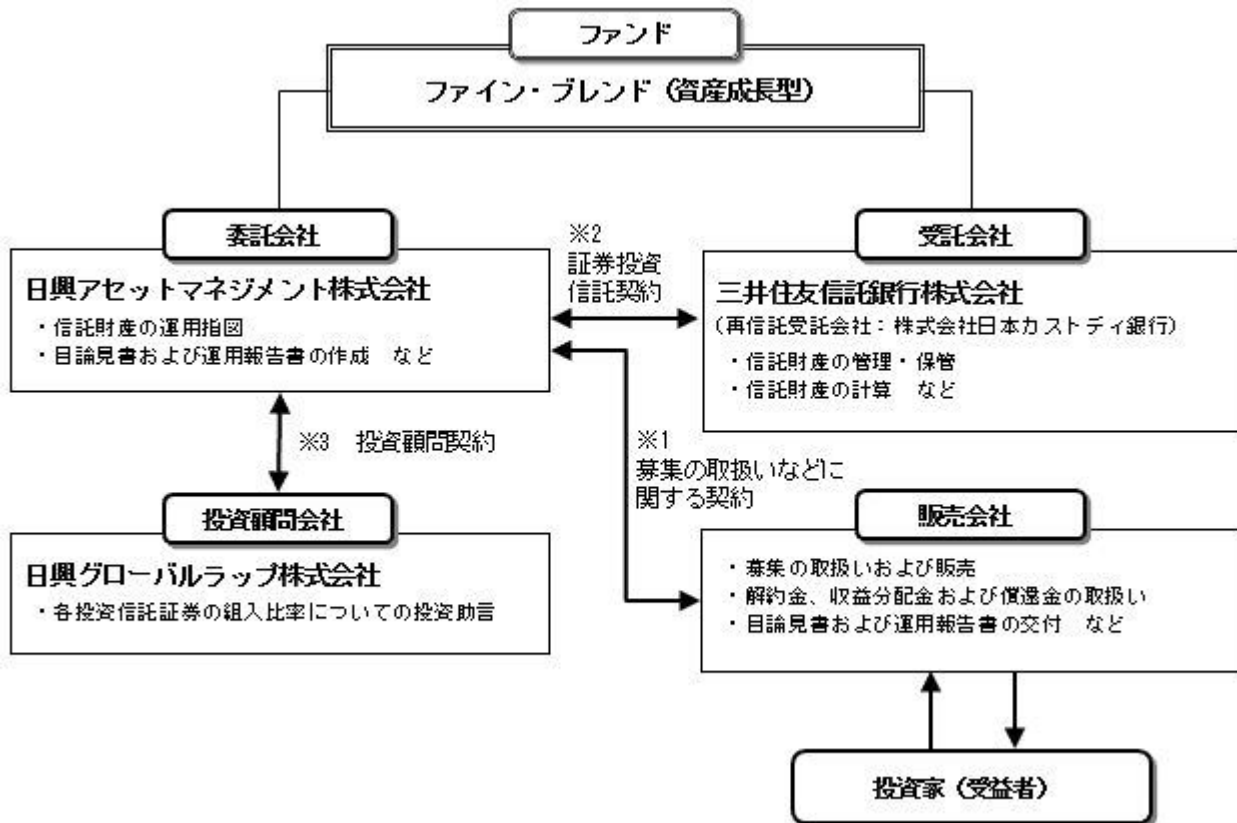 ファンド
ファイン・ブレンド（資産成長型）
委託会社
日興アセットマネジメント株式会社
・信託財産の運用指図
・目論見書および運用報告書の作成　など
※2
証券投資
信託契約
受託会社
三井住友信託銀行株式会社
（再信託受託会社：株式会社日本カストディ銀行）
・信託財産の管理・保管
・信託財産の計算　など
※3　投資顧問契約
※1
募集の取扱いなどに
関する契約
投資顧問会社
日興グローバルラップ株式会社
・各投資信託証券の組入比率についての投資助言
販売会社
・募集の取扱いおよび販売
・解約金、収益分配金および償還金の取扱い
・目論見書および運用報告書の交付　など
投資家（受益者）